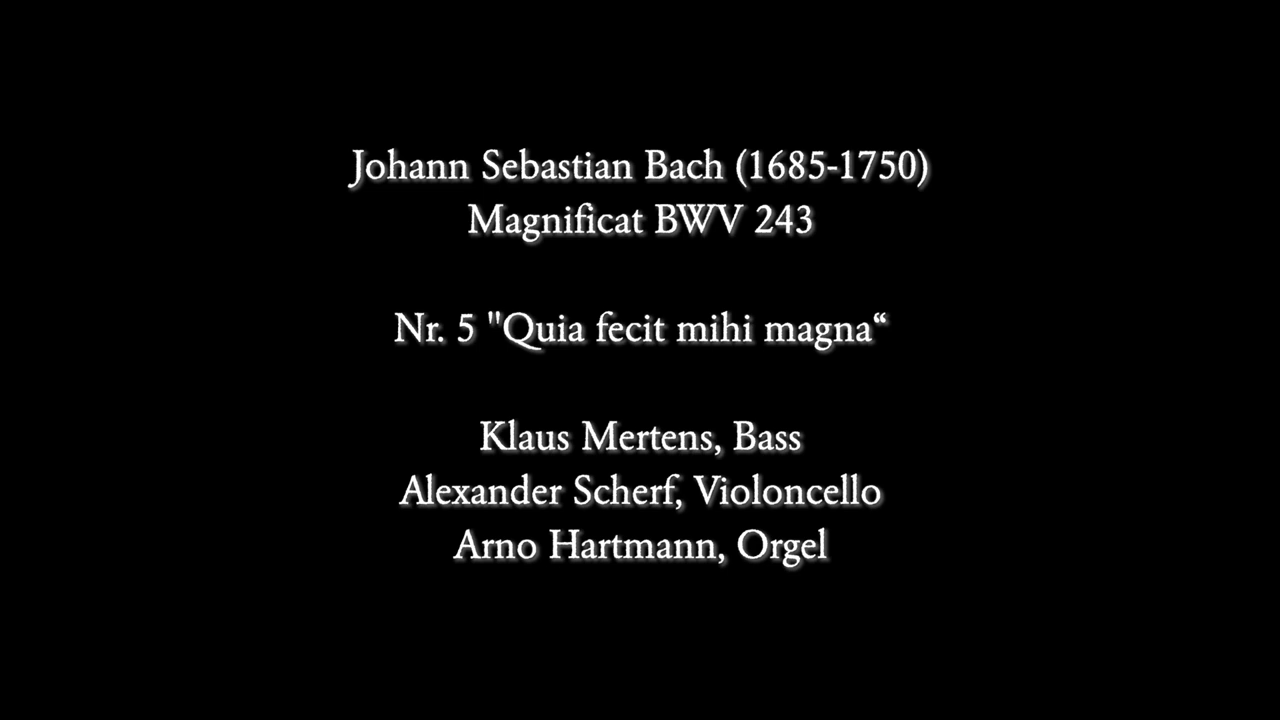 Johann Sebastian Bach (1685-1750)
Magnificat BWV 243
Nr. 5 "Quia fecit mihi magna“
Klaus Mertens, Bass
Alexander Scherf, Violoncello
Arno Hartmann, Orgel